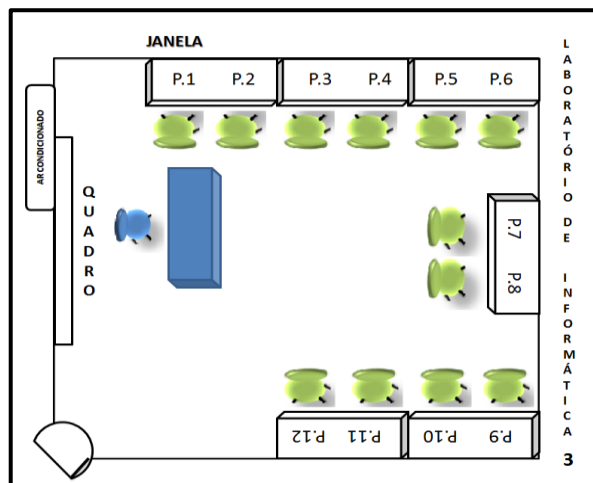 JANELA
P.1 P.2 P.3 P.4 P.5 P.6
ARCONDICIONADO
QUADRO
P.7
P.8
P.12 P.11 P.10 P.9
LABORATÓRIO DE INFORMÁTICA 3